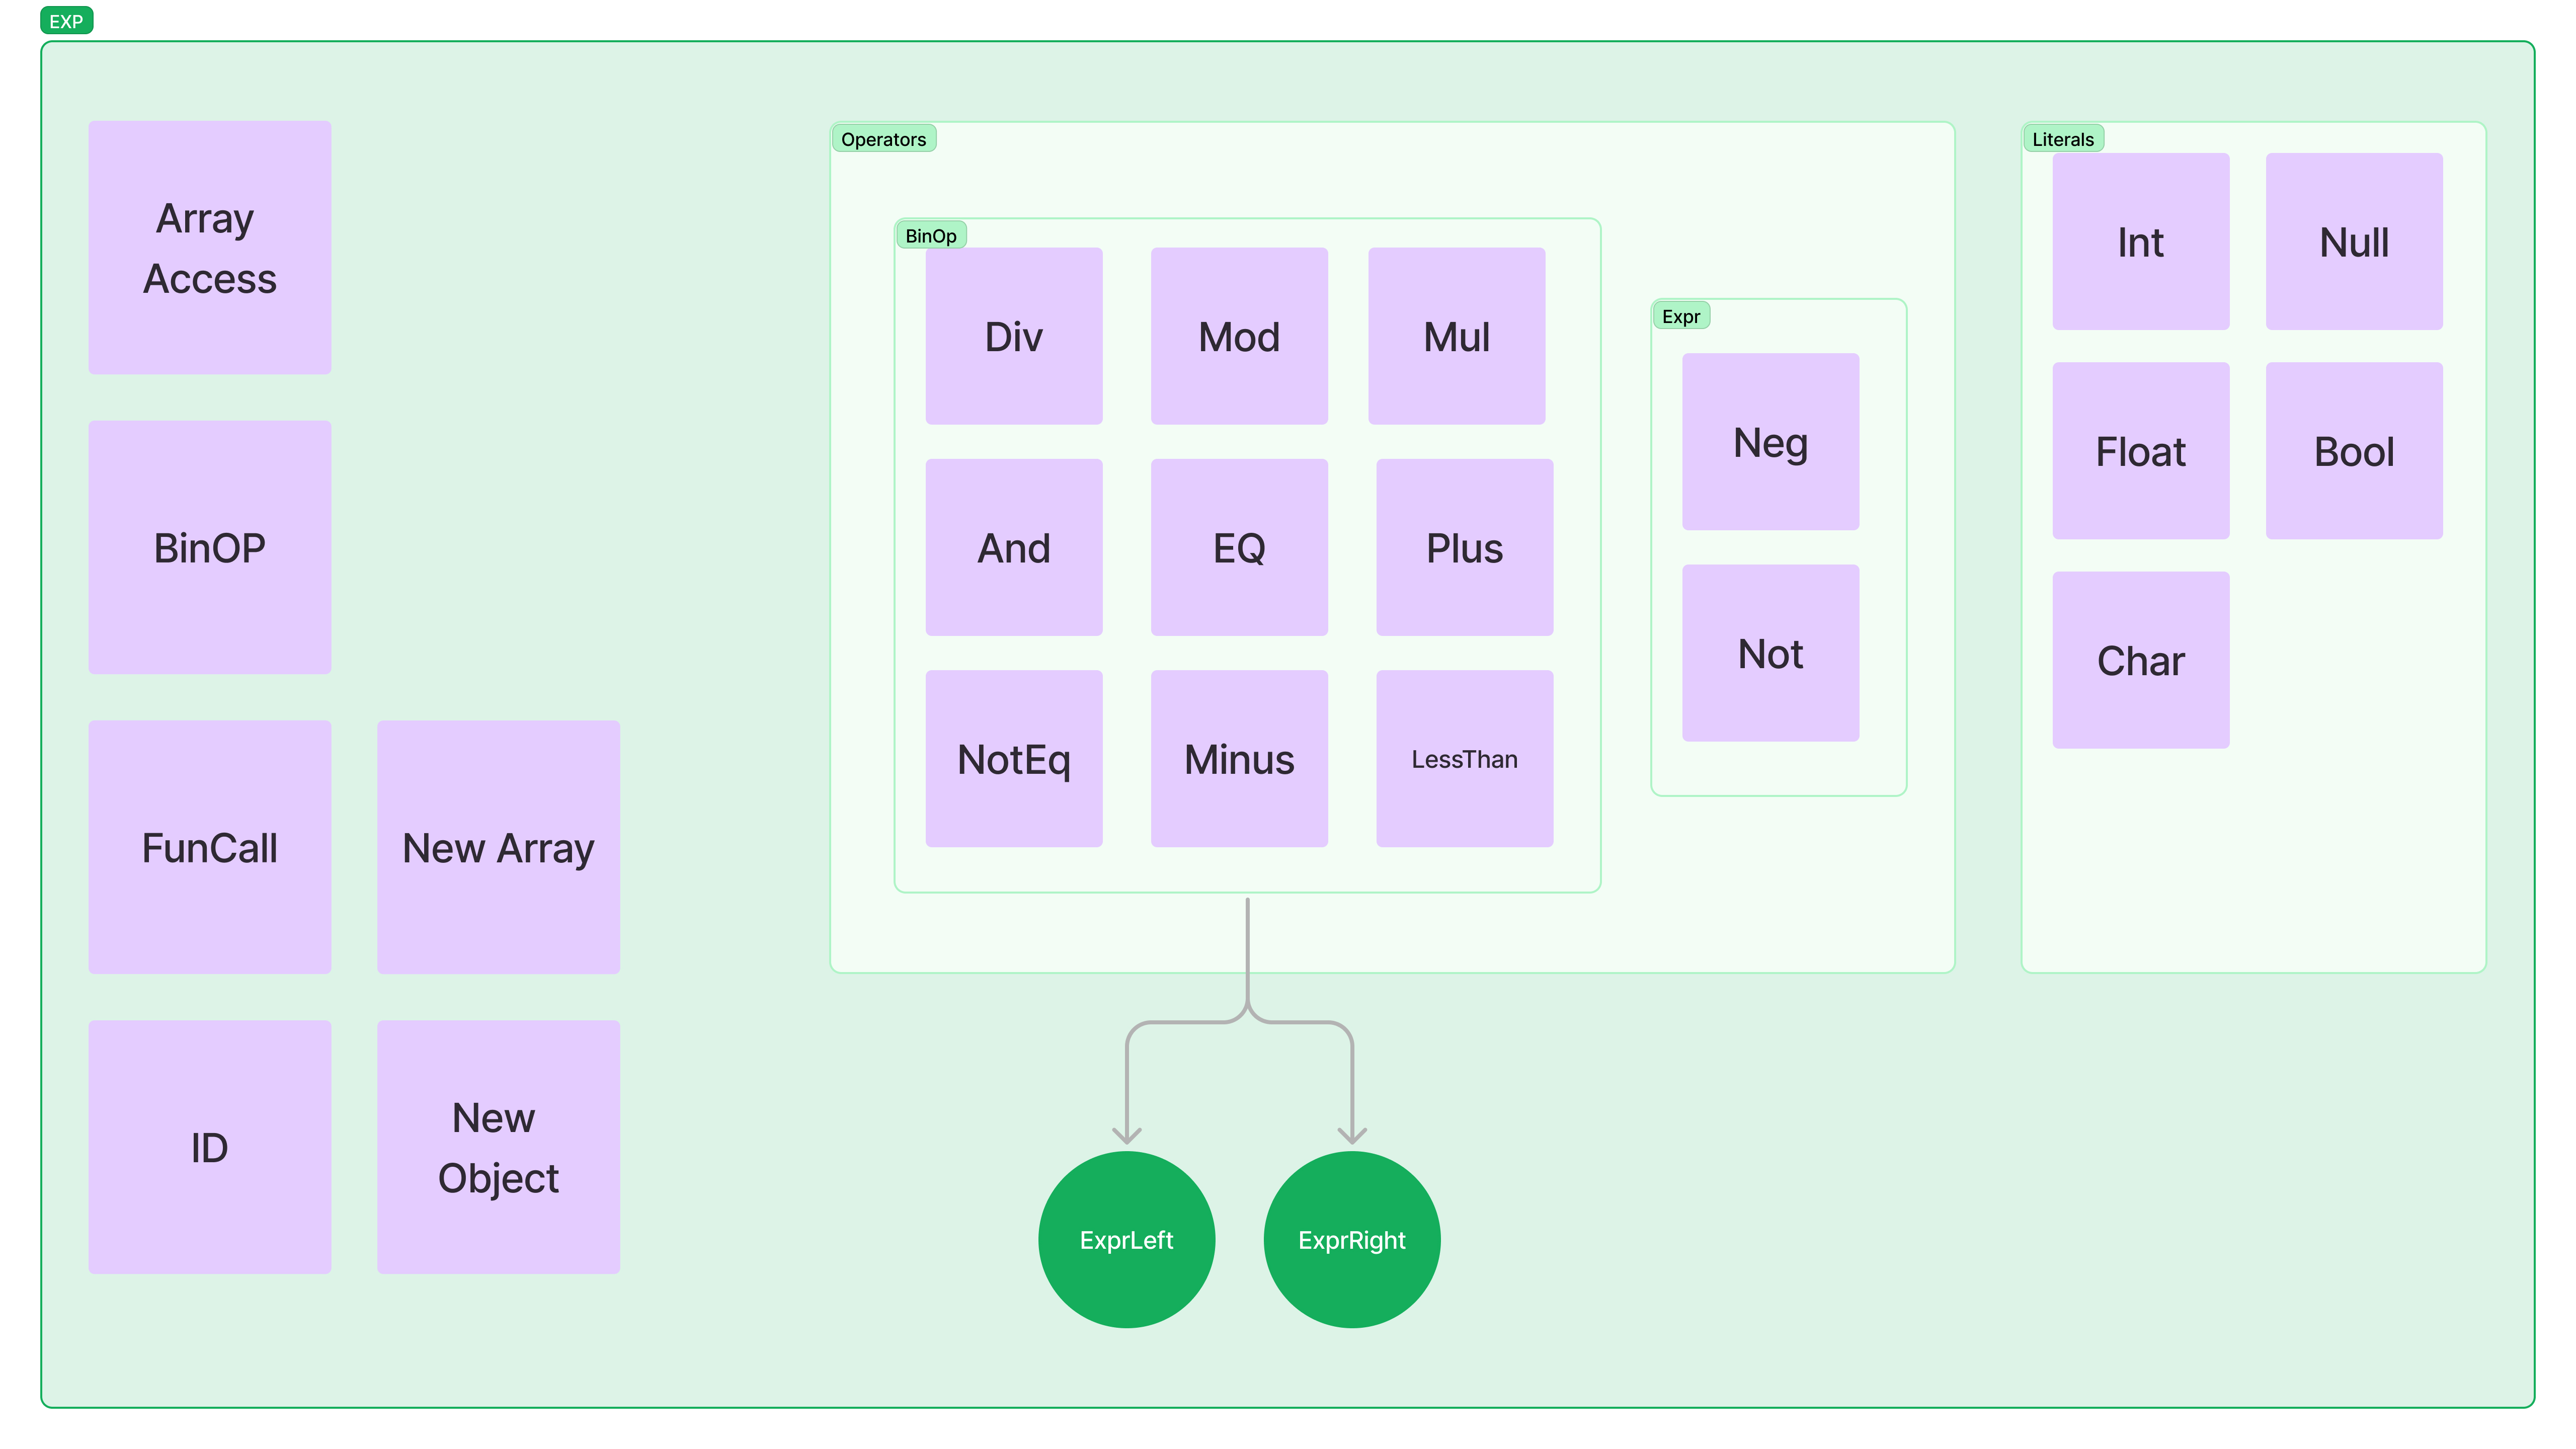 EXP
Array
Access
BinOP
FunCall
New Array
ID
New
Object
Operators
BinOp
Div
Mod
Mul
And
EQ
Plus
NotEq
Minus
LessThan
Expr
Neg
Not
ExprLeft
ExprRight
Literals
Int
Null
Float
Bool
Char